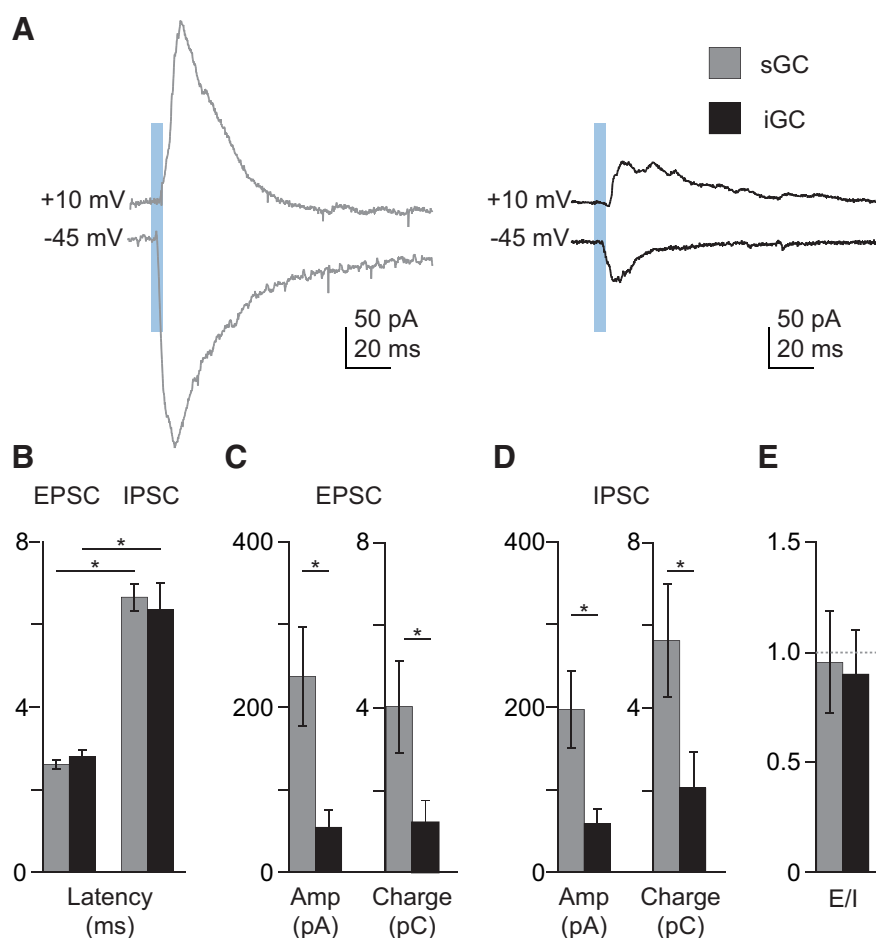 A
sGC
iGC
+10 mV
-45 mV
50 pA
20 ms
+10 mV
-45 mV
50 pA
20 ms
B
EPSC IPSC
8
4
0
* *
Latency
(ms)
C
EPSC
400
200
0
*
Amp
(pA)
8
4
*
Charge
(pC)
D
IPSC
400
200
0
*
Amp
(pA)
8
4
*
Charge
(pC)
E
1.5
1.0
0.5
0
E/I